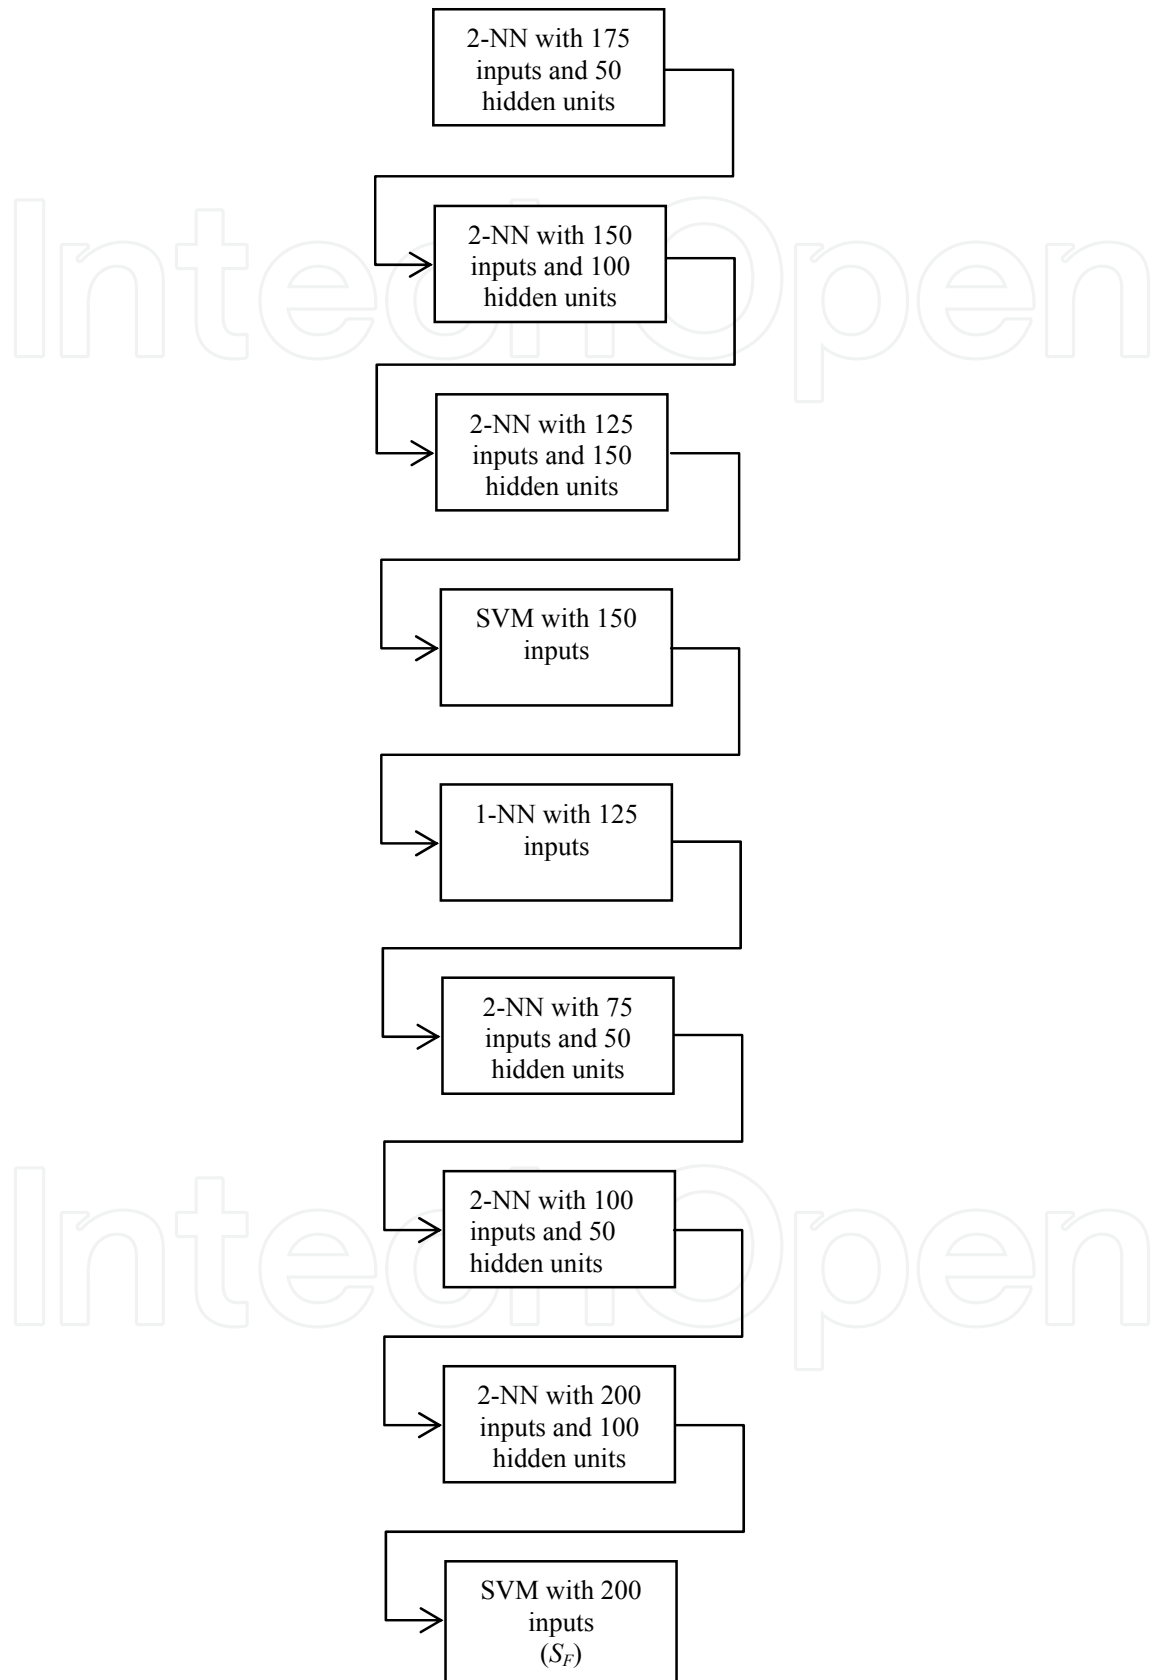 2-NN with 175
inputs and 50
hidden units
IntechOpen
2-NN with 150
inputs and 100
hidden units
2-NN with 125
inputs and 150
hidden units
SVM with 150
inputs
1-NN with 125
inputs
2-NN with 75
inputs and 50
hidden units
IntechOpen
2-NN with 100
inputs and 50
hidden units
2-NN with 200
inputs and 100
hidden units
SVM with 200
inputs
(S_F)